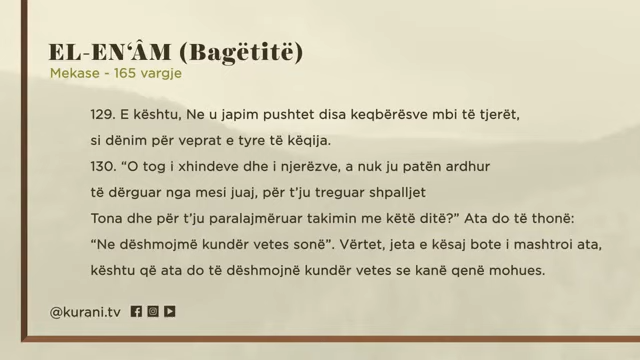 EL-EN‘ÂM (Bagëtitë)
Mekase - 165 vargje
129. E kështu, Ne u japim pushtet disa keqbërësve mbi të tjerët,
si dënim për veprat e tyre të këqija.
130. “O tog i xhindeve dhe i njerëzve, a nuk ju patën ardhur
të dërguar nga mesi juaj, për t’ju treguar shpalljet
Tona dhe për t’ju paralajmëruar takimin me këtë ditë?” Ata do të thonë:
“Ne dëshmojmë kundër vetes sonë”. Vërtet, jeta e kësaj bote i mashtroi ata,
kështu që ata do të dëshmojnë kundër vetes se kanë qenë mohues.
@kurani.tv